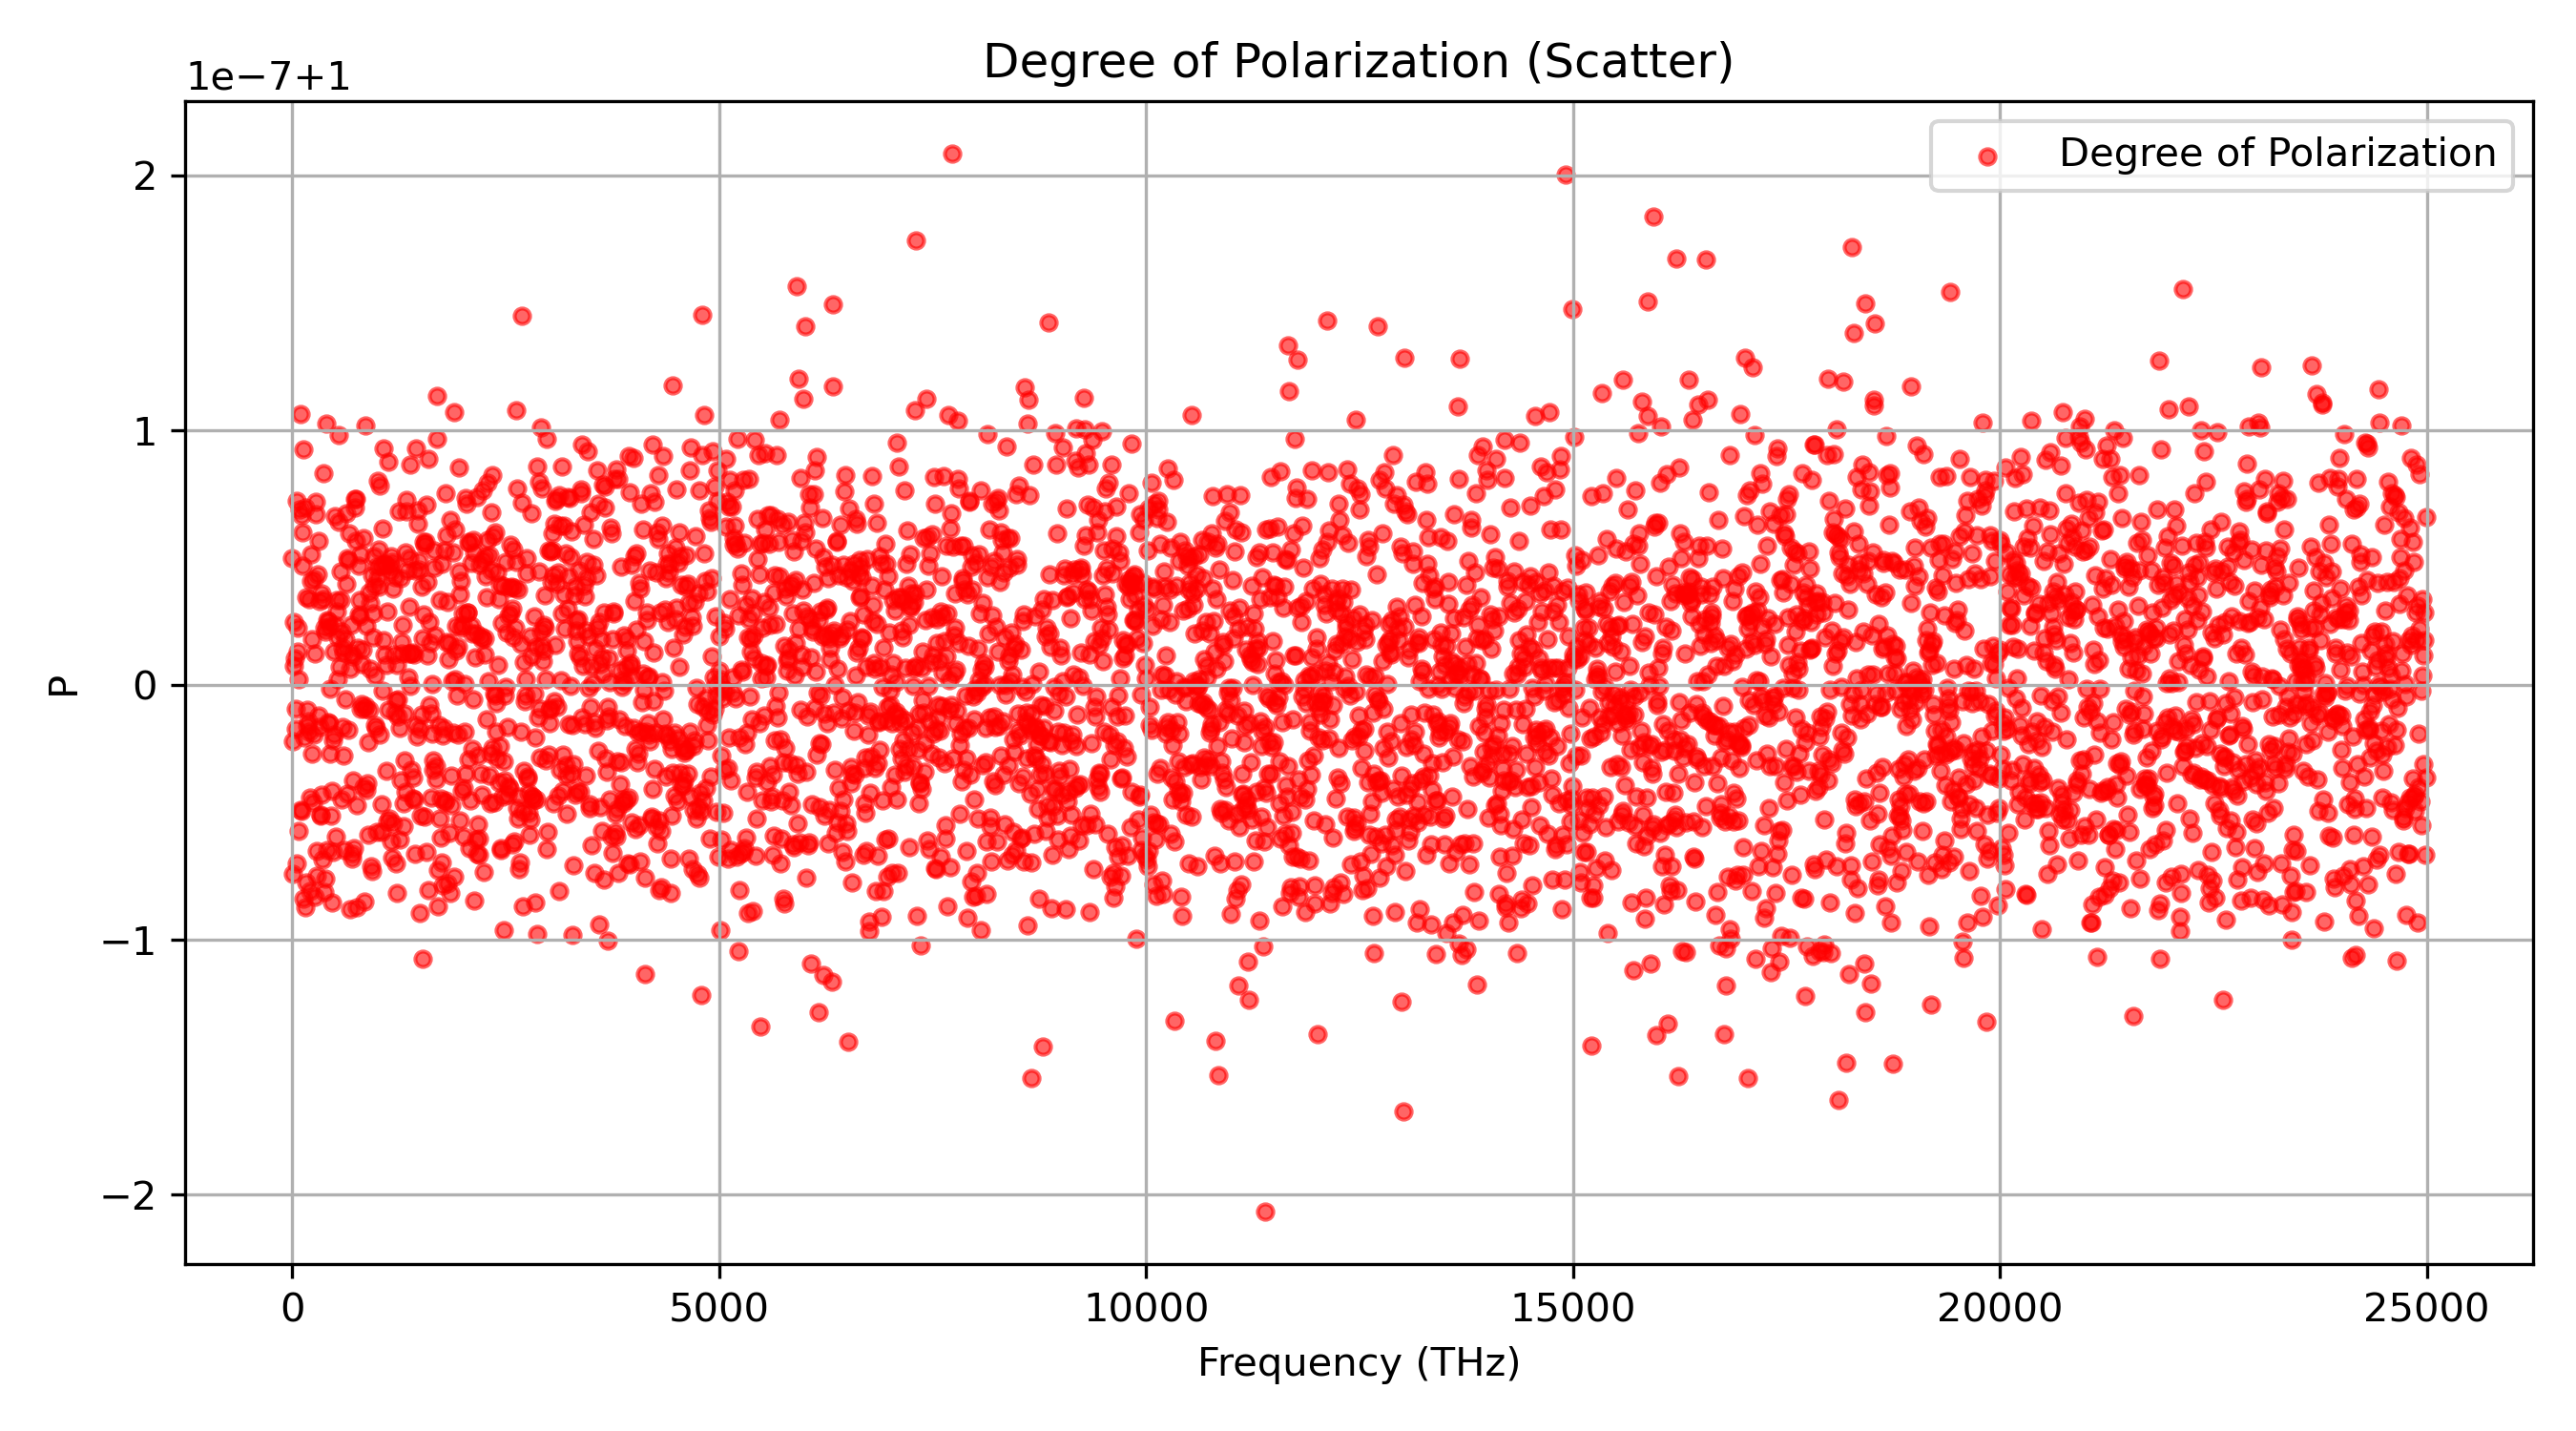 Degree of Polarization (Scatter)
1e−7+1
Degree of Polarization
2
1
0
−1
−2
P
0 5000 10000 15000 20000 25000
Frequency (THz)